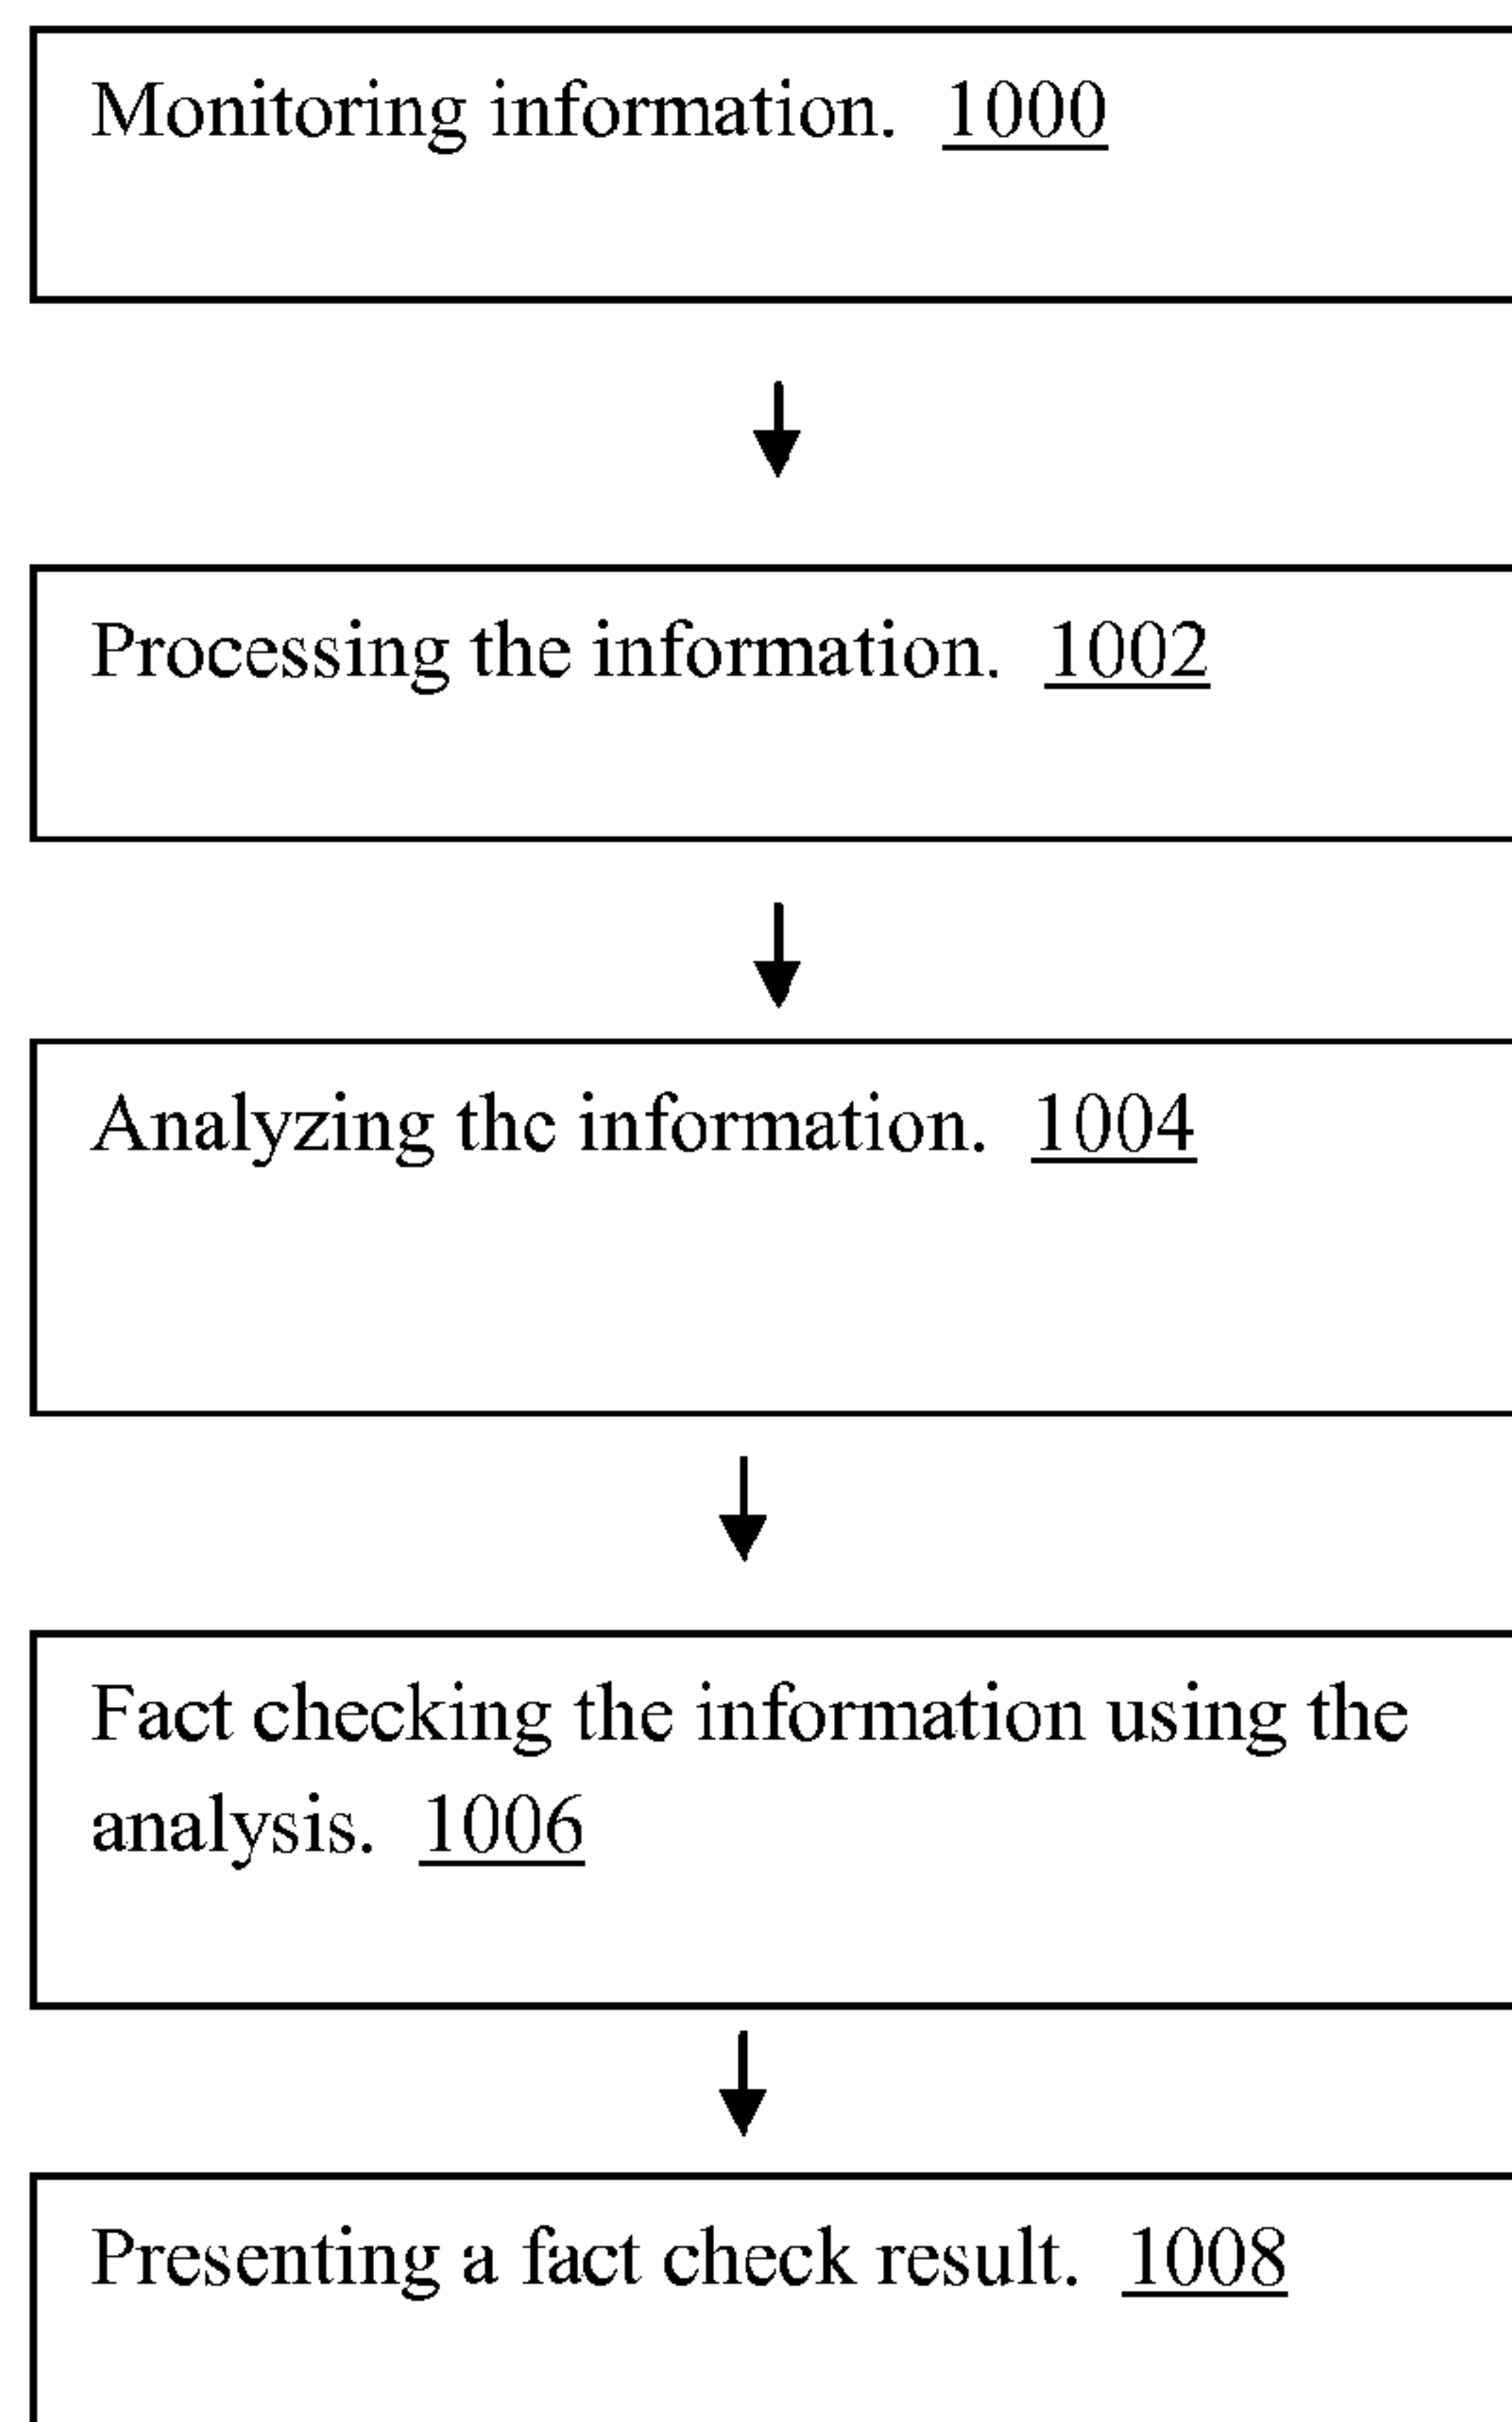 Monitoring information. 1000
Processing the information. 1002
Analyzing the information. 1004
Fact checking the information using the
analysis. 1006
Presenting a fact check result. 1008